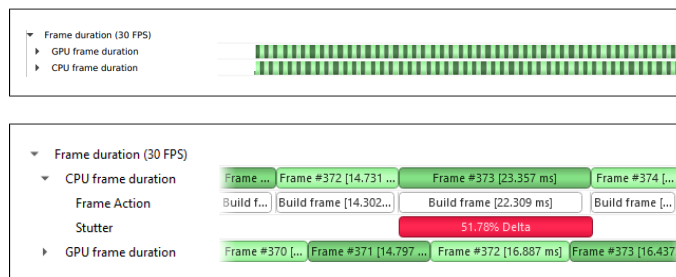 Frame duration (30 FPS)
GPU frame duration
CPU frame duration
Frame duration (30 FPS)
CPU frame duration Frame ... Frame #372 [14.731 ... Frame #373 [23.357 ms] Frame #374 [...
Frame Action Build f... Build frame [14.302... Build frame [22.309 ms] Build frame [...
Stutter 51.78% Delta
GPU frame duration Frame #370 [... Frame #371 [14.797 ... Frame #372 [16.887 ms] Frame #373 [16.437